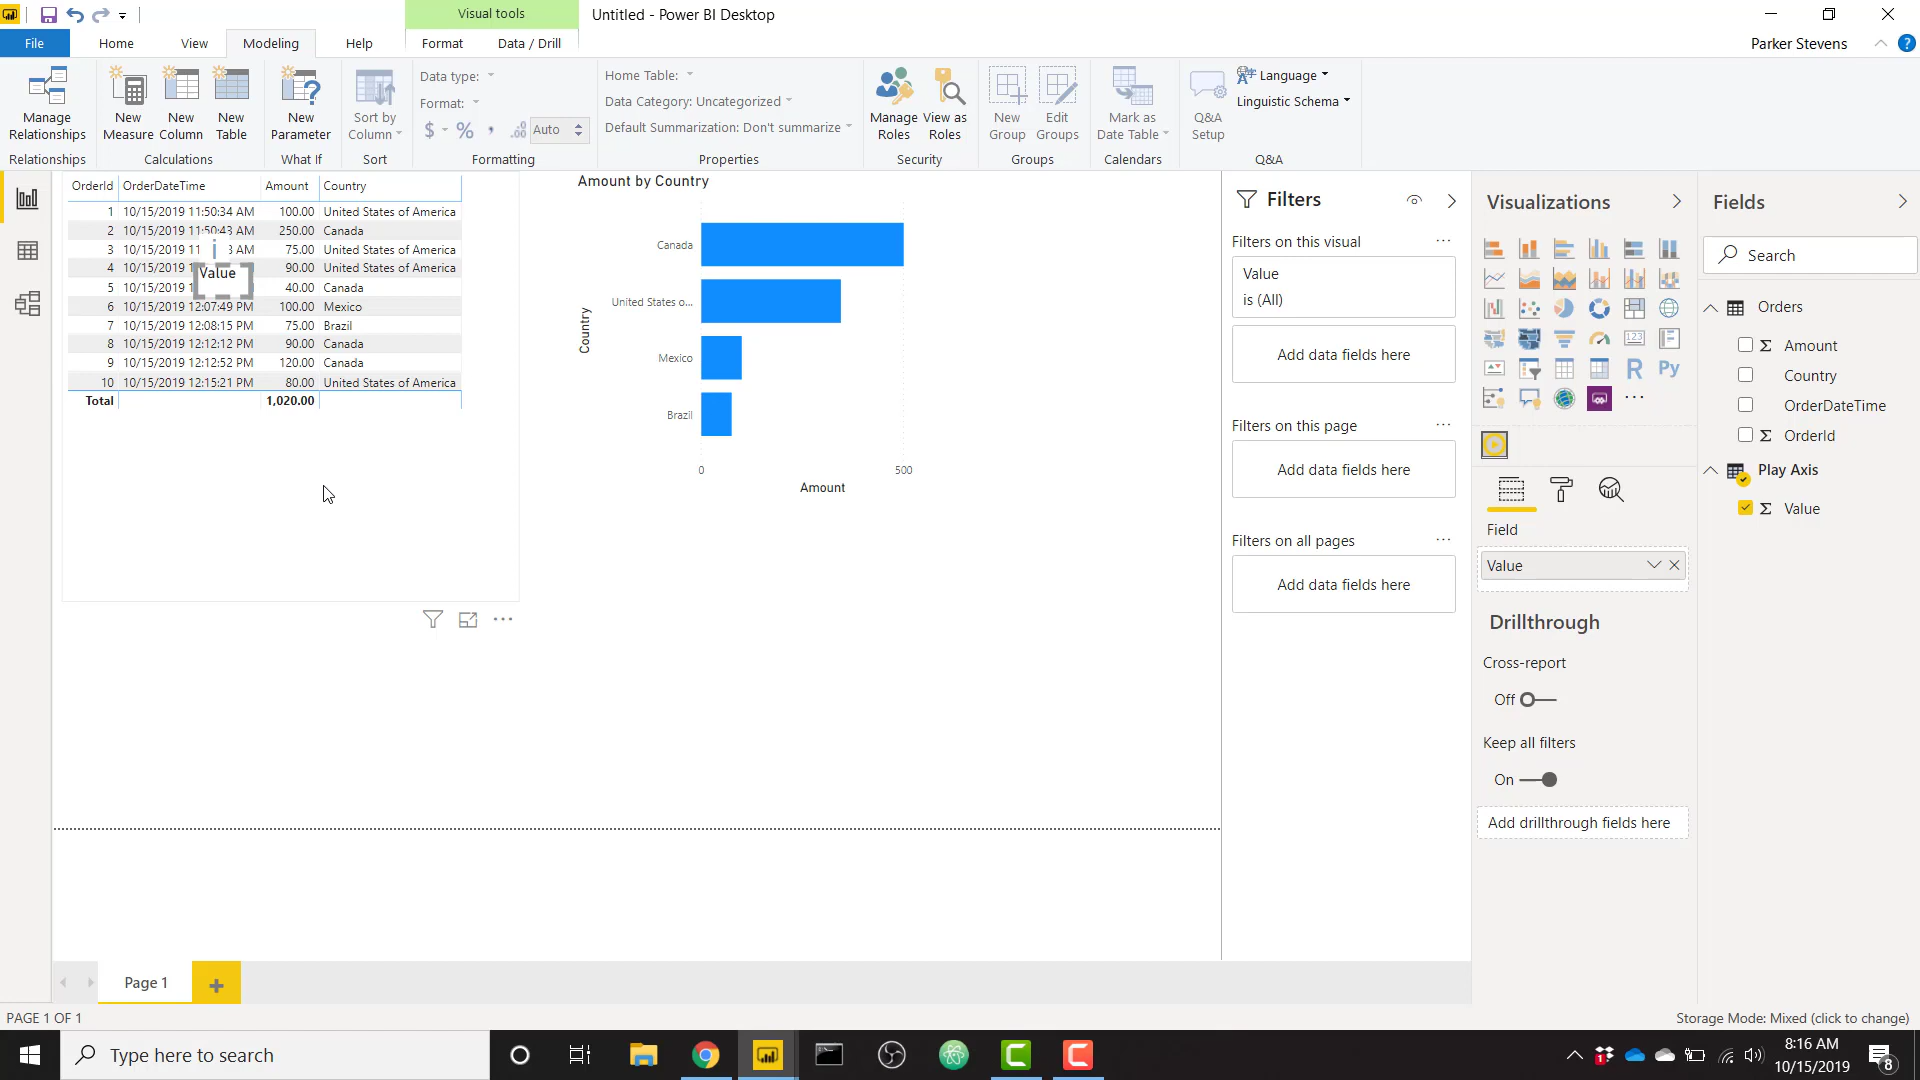 Visual tools
Untitled - Power BI Desktop
File
Home
View
Modeling
Help
Format
Data / Drill
Parker Stevens
?
Manage
Relationships
New
Measure
New
Column
New
Table
New
Parameter
Sort by
Column
Data type:
Format:
$ % , .00 Auto
Home Table:
Data Category: Uncategorized
Default Summarization: Don't summarize
Manage
Roles
View as
Roles
New
Group
Edit
Groups
Mark as
Date Table
Q&A
Setup
Language
Linguistic Schema
Relationships
Calculations
What If
Sort
Formatting
Properties
Security
Groups
Calendars
Q&A
OrderId OrderDateTime Amount Country
1 10/15/2019 11:50:34 AM 100.00 United States of America
2 10/15/2019 11:50:43 AM 250.00 Canada
3 10/15/2019 11 3 AM 75.00 United States of America
4 10/15/2019 90.00 United States of America
5 10/15/2019 40.00 Canada
6 10/15/2019 12:07:49 PM 100.00 Mexico
7 10/15/2019 12:08:15 PM 75.00 Brazil
8 10/15/2019 12:12:12 PM 90.00 Canada
9 10/15/2019 12:12:52 PM 120.00 Canada
10 10/15/2019 12:15:21 PM 80.00 United States of America
Total 1,020.00
i
Value
Amount by Country
Country
Canada
United States o...
Mexico
Brazil
0 500
Amount
Filters
Filters on this visual
Value
is (All)
Add data fields here
Filters on this page
Add data fields here
Filters on all pages
Add data fields here
Visualizations
123
R
Py
Field
Value
Drillthrough
Cross-report
Off
Keep all filters
On
Add drillthrough fields here
Fields
Search
Orders
Σ Amount
Country
OrderDateTime
Σ OrderId
Play Axis
Σ Value
Page 1
PAGE 1 OF 1
Storage Mode: Mixed (click to change)
Type here to search
8:16 AM
10/15/2019
8